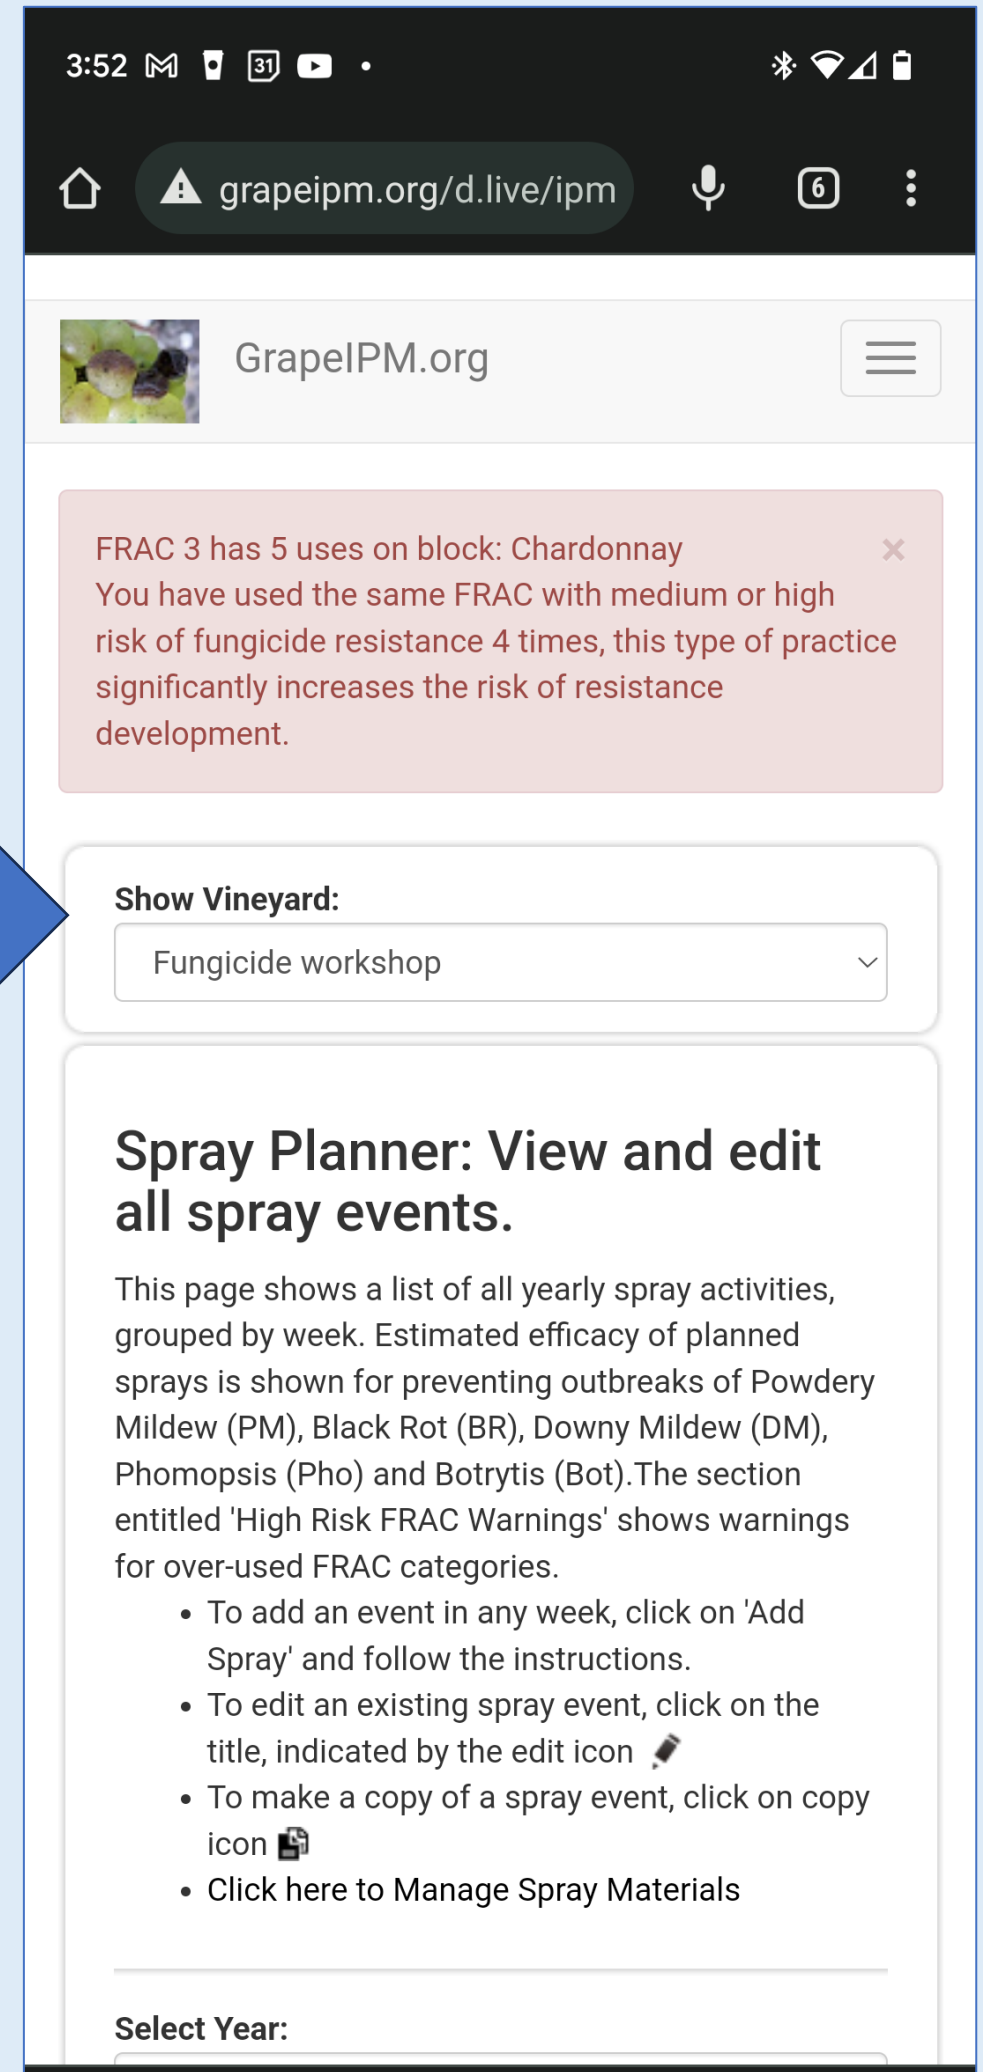 3:52
31
grapeipm.org/d.live/ipm
6
GrapeIPM.org
FRAC 3 has 5 uses on block: Chardonnay
×
You have used the same FRAC with medium or high
risk of fungicide resistance 4 times, this type of practice
significantly increases the risk of resistance
development.
Show Vineyard:
Fungicide workshop
Spray Planner: View and edit
all spray events.
This page shows a list of all yearly spray activities,
grouped by week. Estimated efficacy of planned
sprays is shown for preventing outbreaks of Powdery
Mildew (PM), Black Rot (BR), Downy Mildew (DM),
Phomopsis (Pho) and Botrytis (Bot).The section
entitled 'High Risk FRAC Warnings' shows warnings
for over-used FRAC categories.
• To add an event in any week, click on 'Add
Spray' and follow the instructions.
• To edit an existing spray event, click on the
title, indicated by the edit icon
• To make a copy of a spray event, click on copy
icon
• Click here to Manage Spray Materials
Select Year: